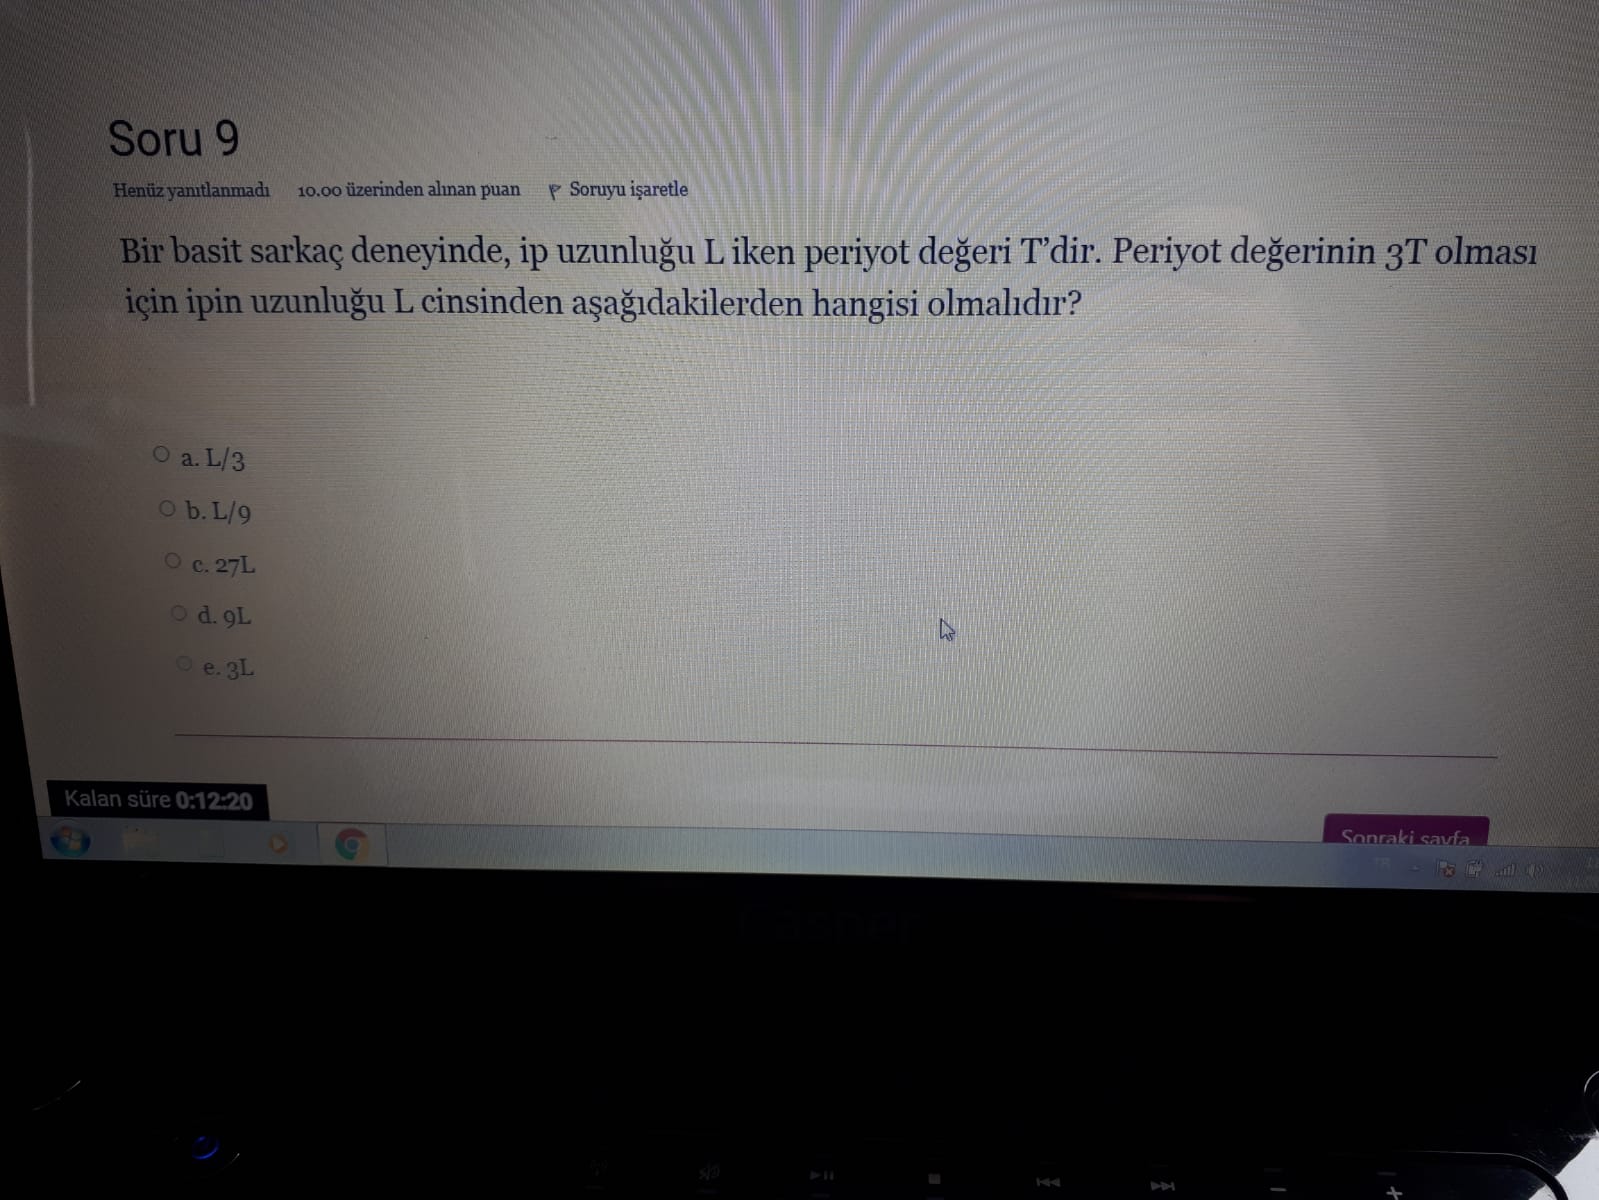 Soru 9
Henüz yanıtlanmadı 10.00 üzerinden alınan puan Soruyu işaretle
Bir basit sarkaç deneyinde, ip uzunluğu L iken periyot değeri T’dir. Periyot değerinin 3T olması
için ipin uzunluğu L cinsinden aşağıdakilerden hangisi olmalıdır?
a. L/3
b. L/9
c. 27L
d. 9L
e. 3L
Kalan süre 0:12:20
Sonraki sayfa
TR
Casper